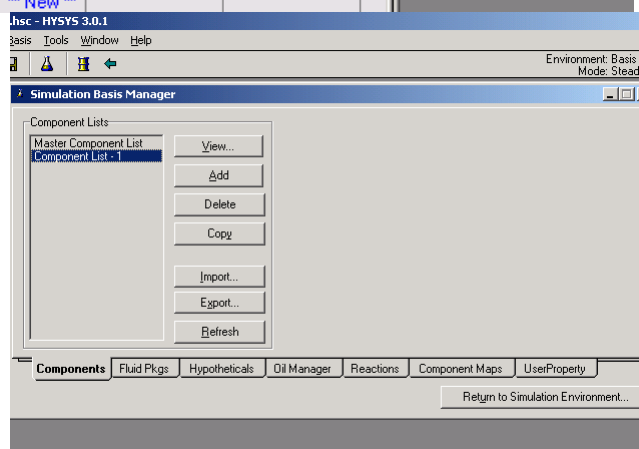 ** New **
.hsc - HYSYS 3.0.1
Basis Tools Window Help
Environment: Basis
Mode: Stead
Simulation Basis Manager
Component Lists
Master Component List
Component List - 1
View...
Add
Delete
Copy
Import...
Export...
Refresh
Components Fluid Pkgs Hypotheticals Oil Manager Reactions Component Maps UserProperty
Return to Simulation Environment...